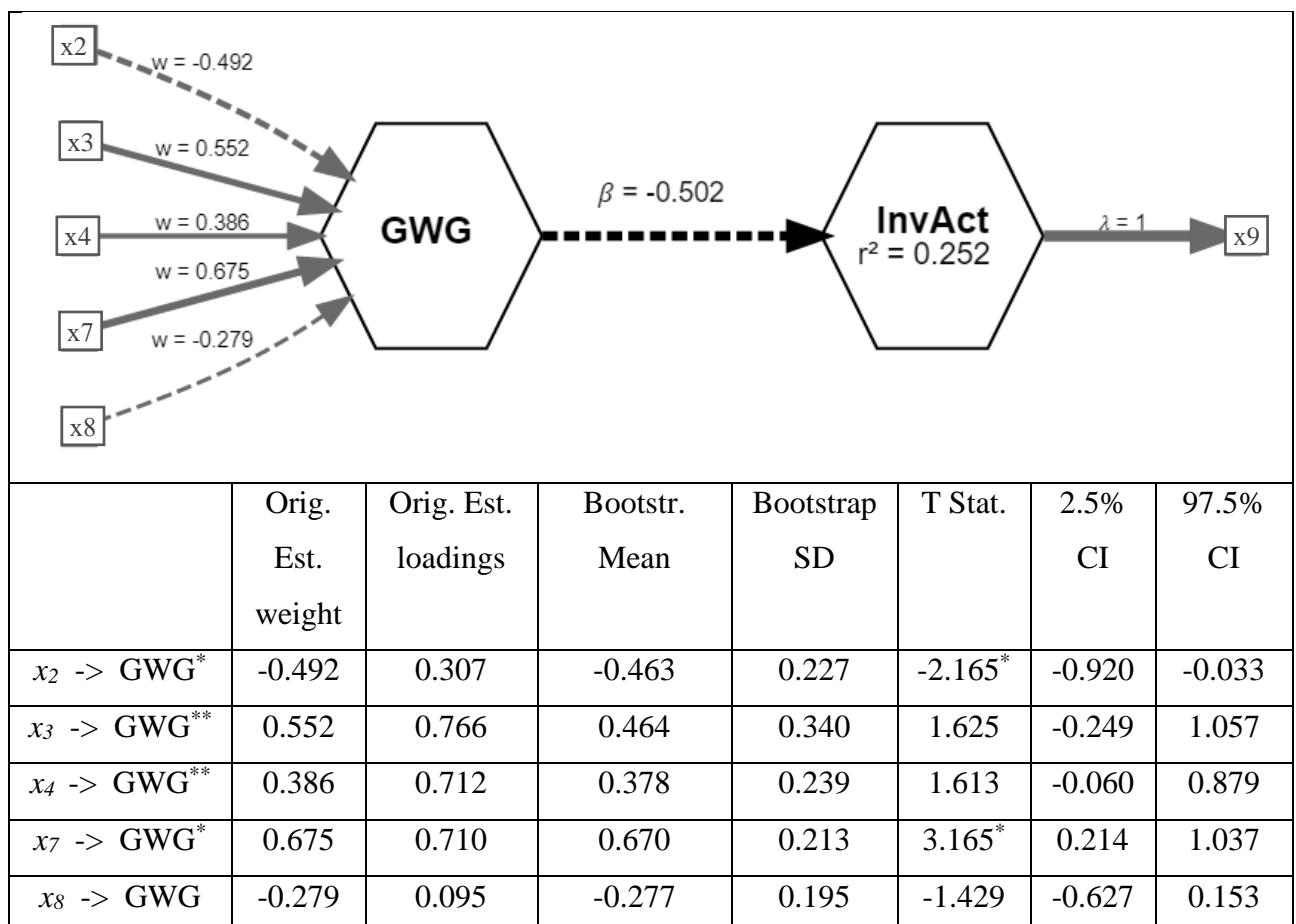 x2
w = -0.492
x3
w = 0.552
x4
w = 0.386
w = 0.675
x7
w = -0.279
x8
GWG
β = -0.502
InvAct
r² = 0.252
λ = 1
x9
Orig. Est. weight Orig. Est. loadings Bootstr. Mean Bootstrap SD T Stat. 2.5% CI 97.5% CI
x₂ -> GWG* -0.492 0.307 -0.463 0.227 -2.165* -0.920 -0.033
x₃ -> GWG** 0.552 0.766 0.464 0.340 1.625 -0.249 1.057
x₄ -> GWG** 0.386 0.712 0.378 0.239 1.613 -0.060 0.879
x₇ -> GWG* 0.675 0.710 0.670 0.213 3.165* 0.214 1.037
x₈ -> GWG -0.279 0.095 -0.277 0.195 -1.429 -0.627 0.153